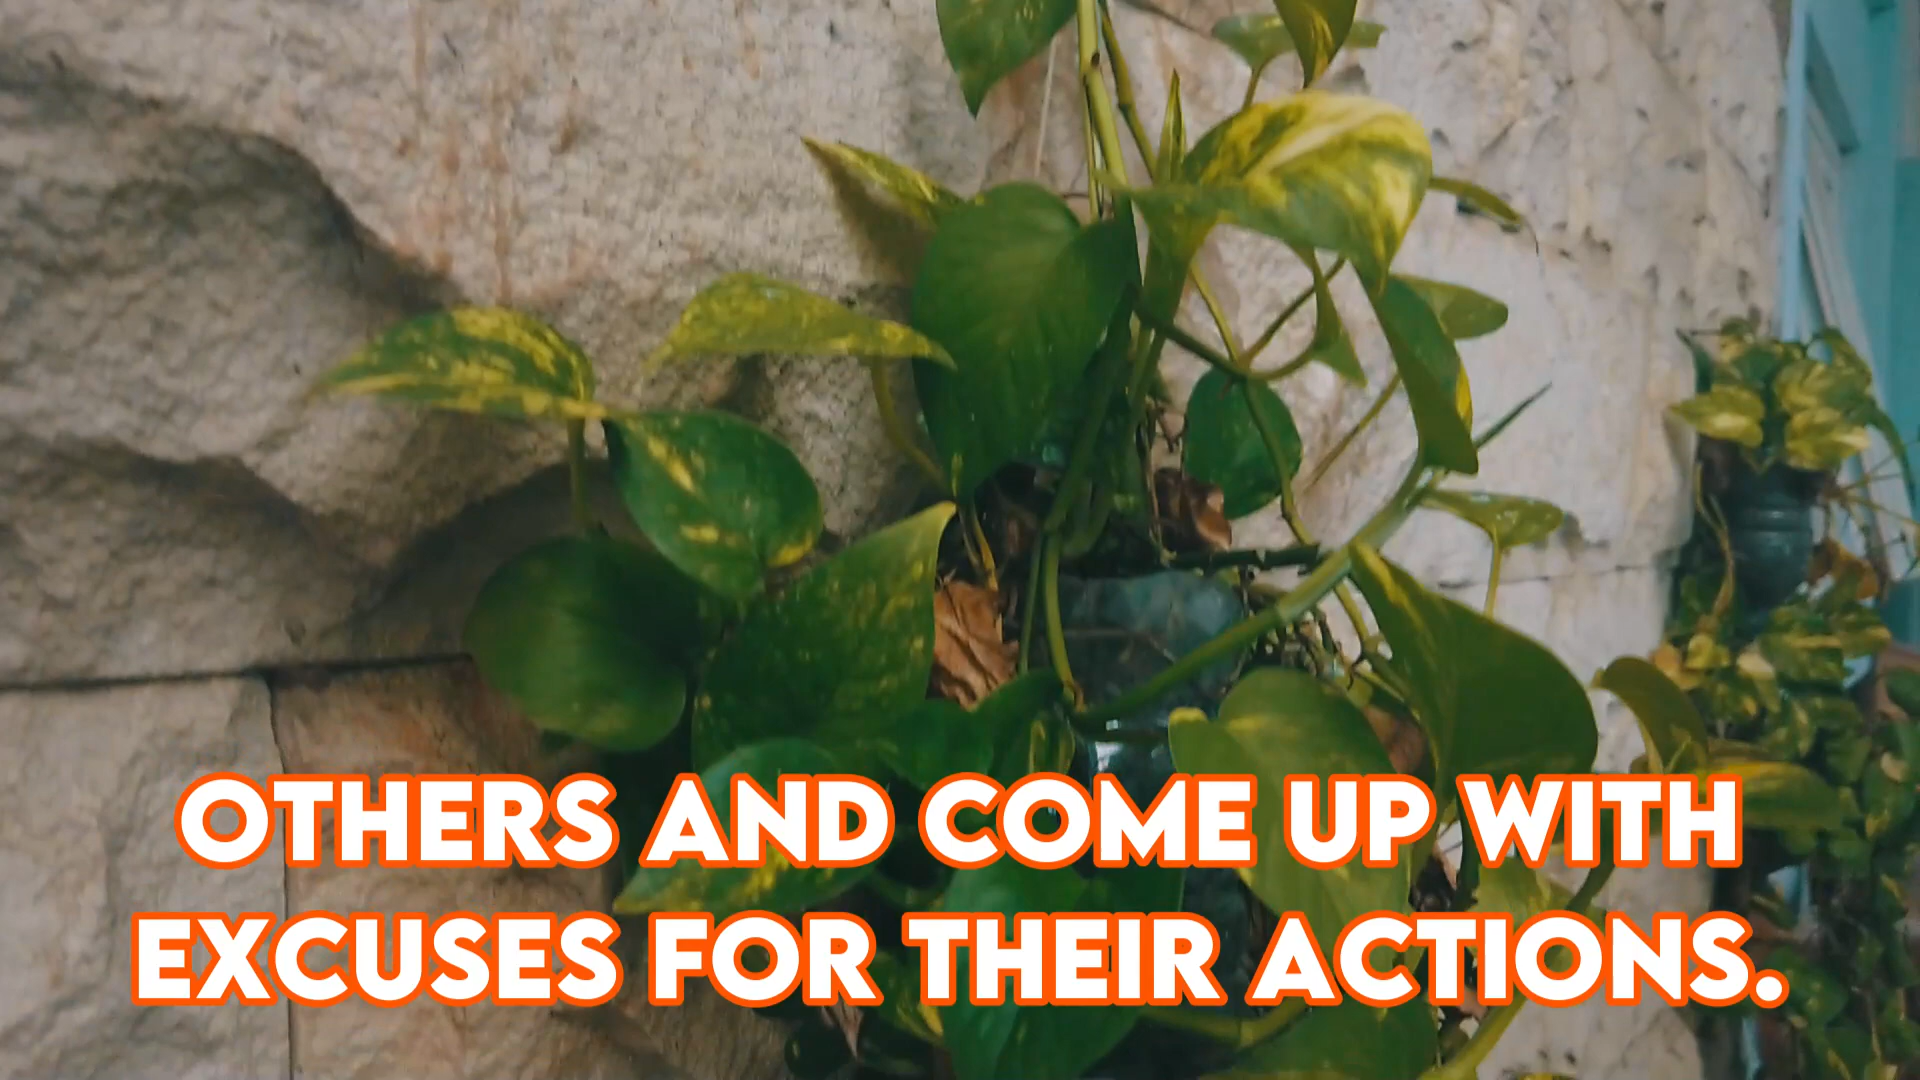 OTHERS AND COME UP WITH
EXCUSES FOR THEIR ACTIONS.